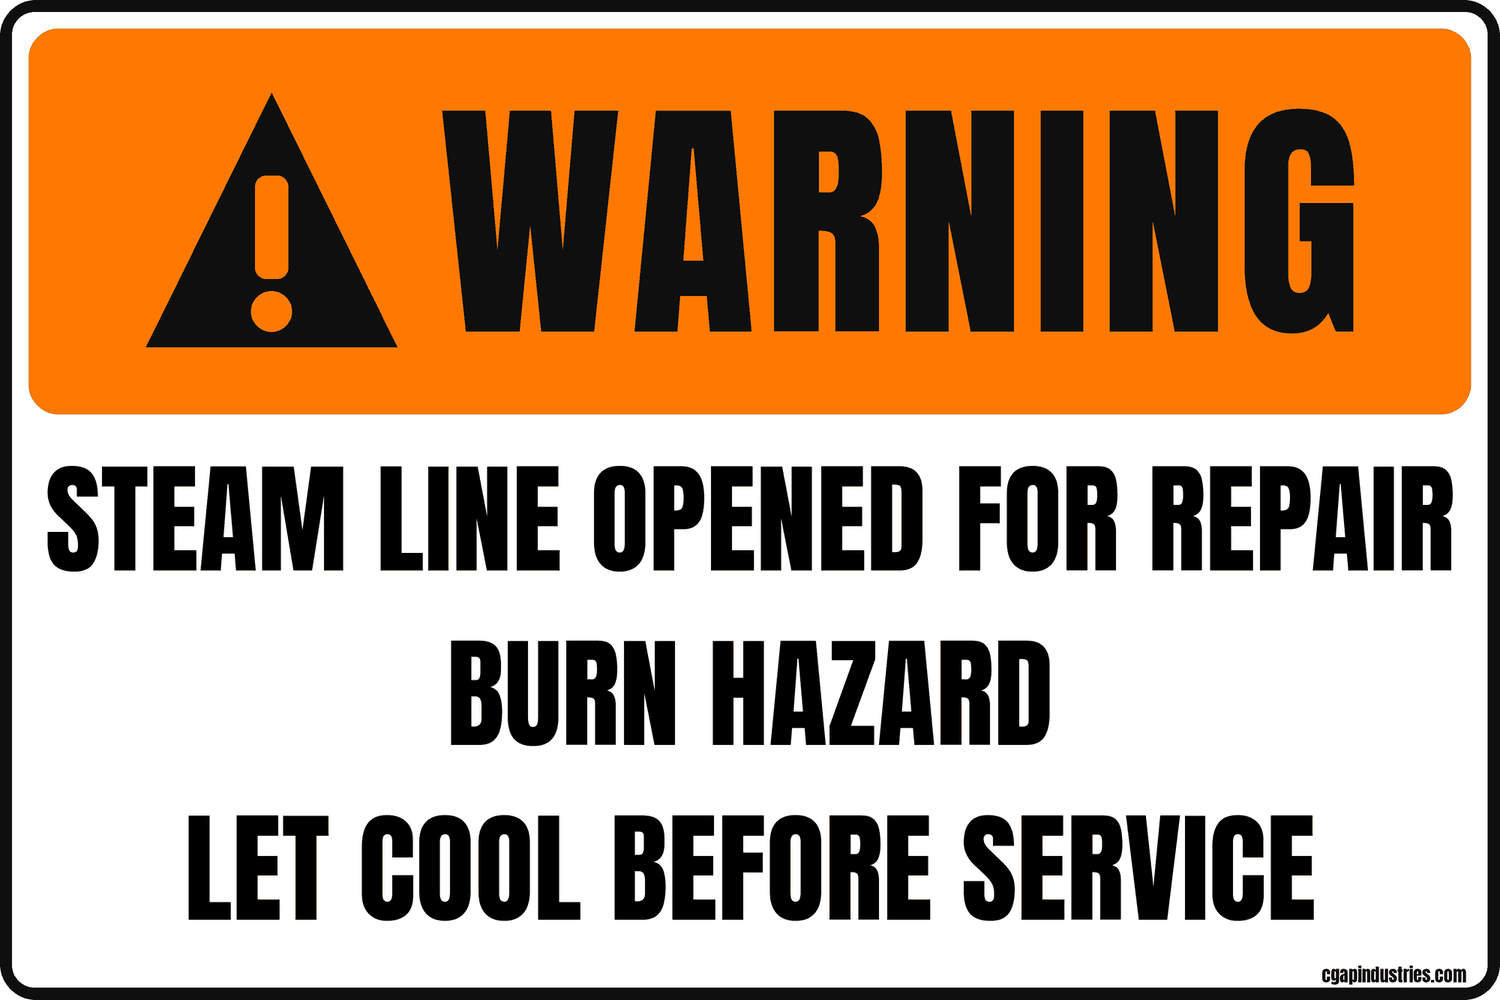 WARNING
STEAM LINE OPENED FOR REPAIR
BURN HAZARD
LET COOL BEFORE SERVICE
cgapindustries.com